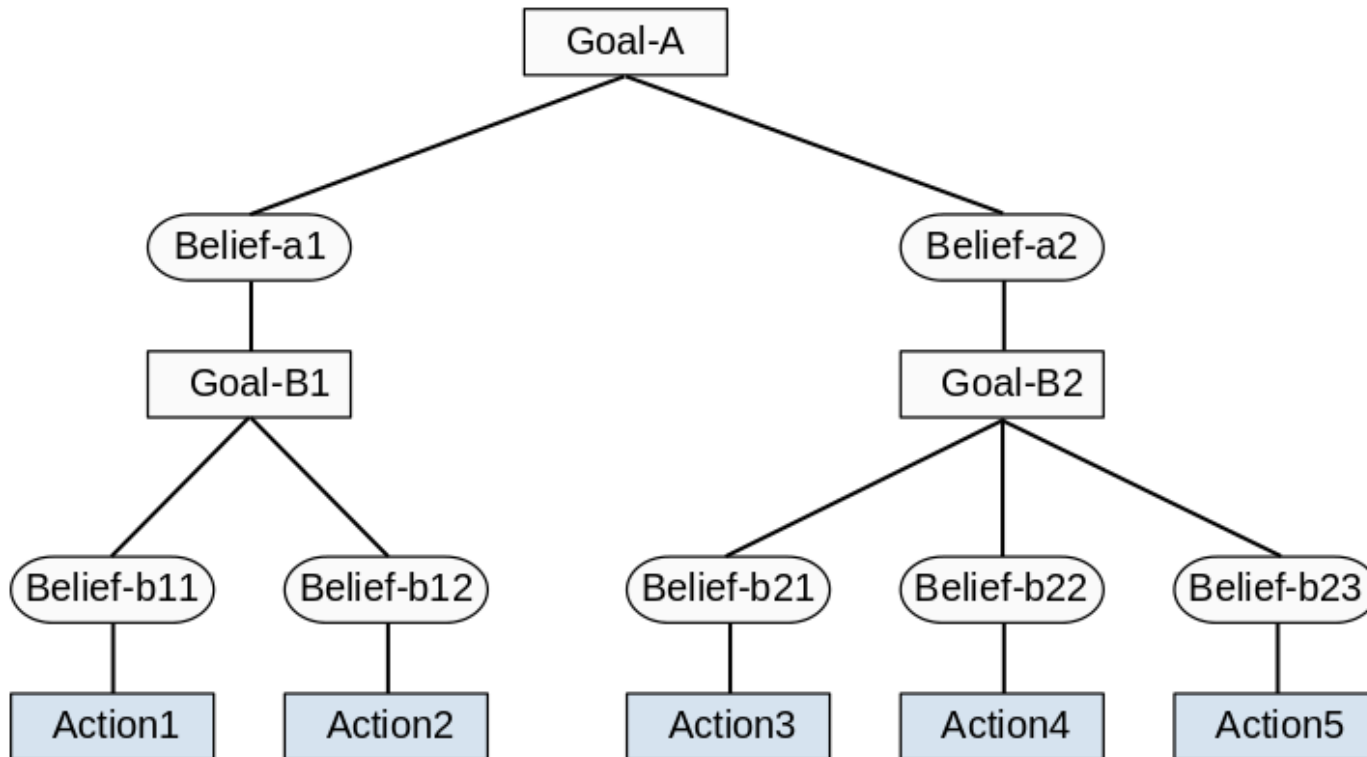 Goal-A
Belief-a1
Belief-a2
Goal-B1
Goal-B2
Belief-b11
Belief-b12
Belief-b21
Belief-b22
Belief-b23
Action1
Action2
Action3
Action4
Action5